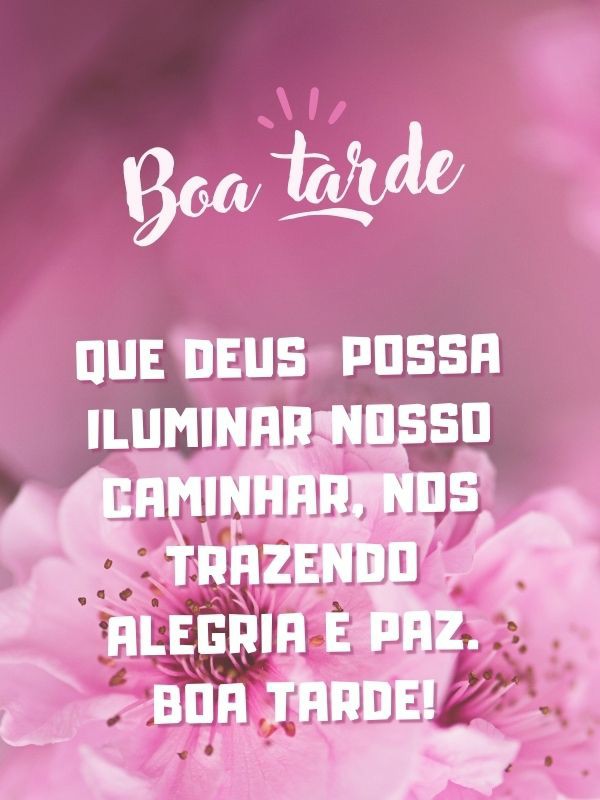 Boa tarde
QUE DEUS POSSA
ILUMINAR NOSSO
CAMINHAR, NOS
TRAZENDO
ALEGRIA E PAZ.
BOA TARDE!